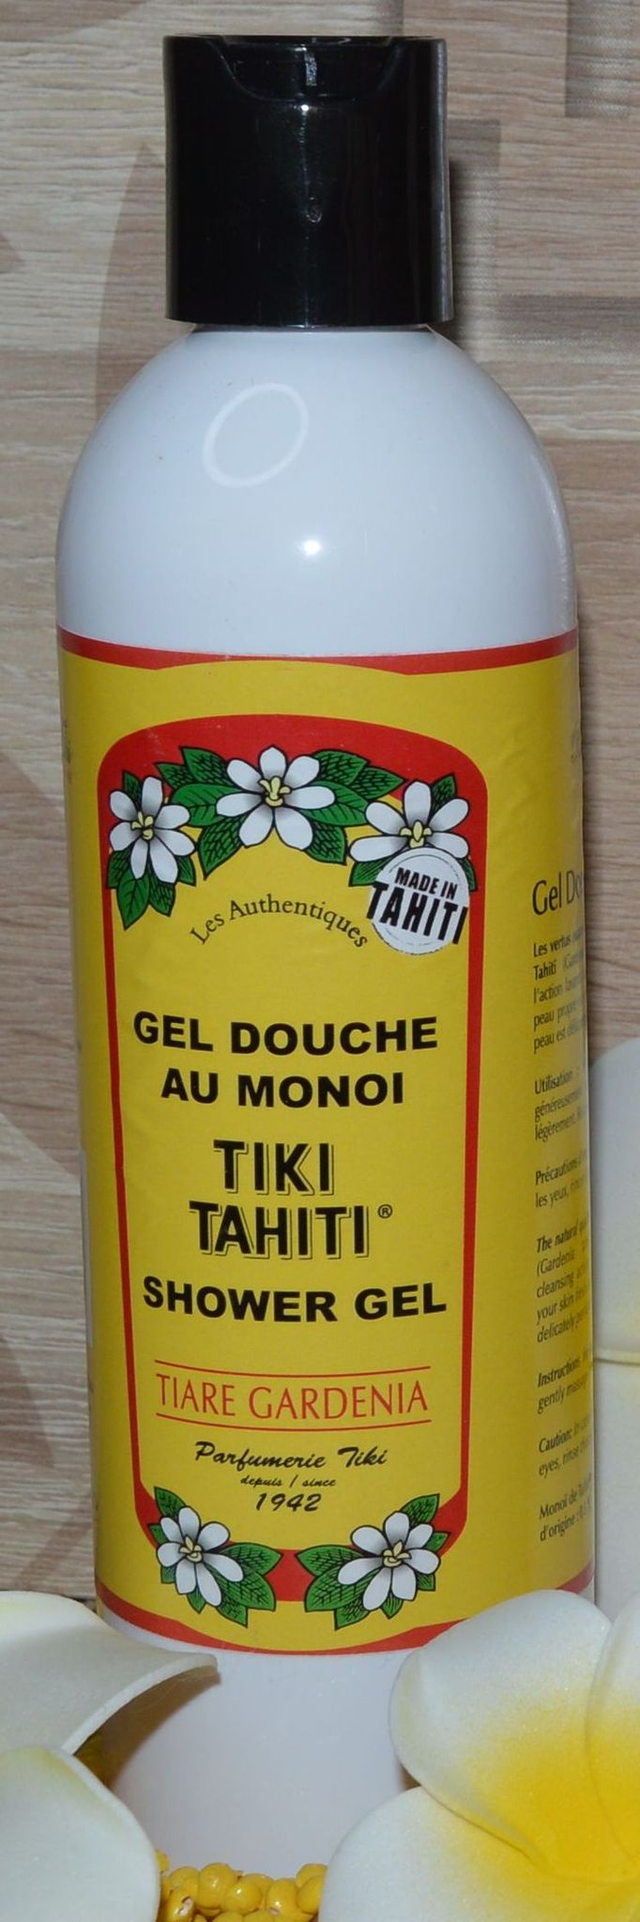 Les Authentiques
MADE IN
TAHITI
GEL DOUCHE
AU MONOI
TIKI
TAHITI®
SHOWER GEL
TIARE GARDENIA
Parfumerie Tiki
depuis / since
1942
Gel
Les vertus
Tahiti
l'action
peau
peau est
Utilisation
généreusement
légèrement.
Précautions
les yeux,
The natural
(Gardenia
cleansing
your skin
delicately
Instructions
gently
Caution:
eyes, rinse
Monoï de
d'origine